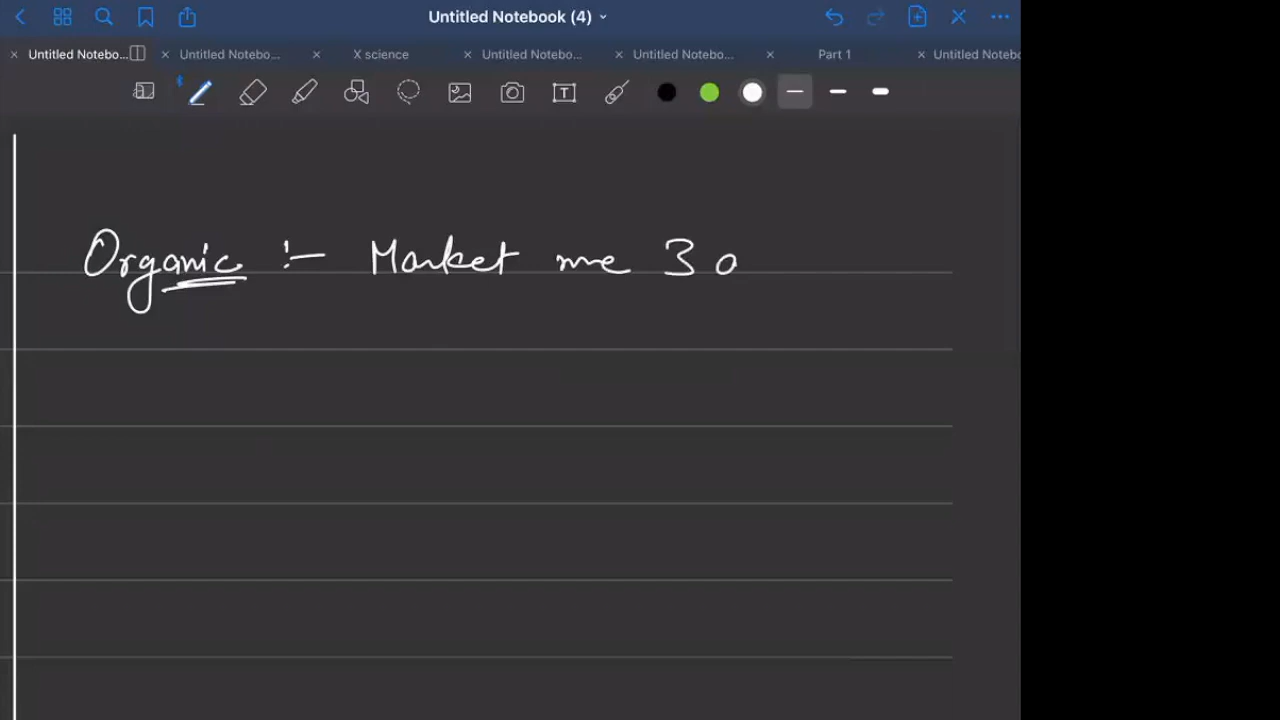 Untitled Notebook (4)
Untitled Notebo... Untitled Notebo... X science Untitled Notebo... Untitled Notebo... Part 1 Untitled Notebo
T
Organic :- Market me 3 o